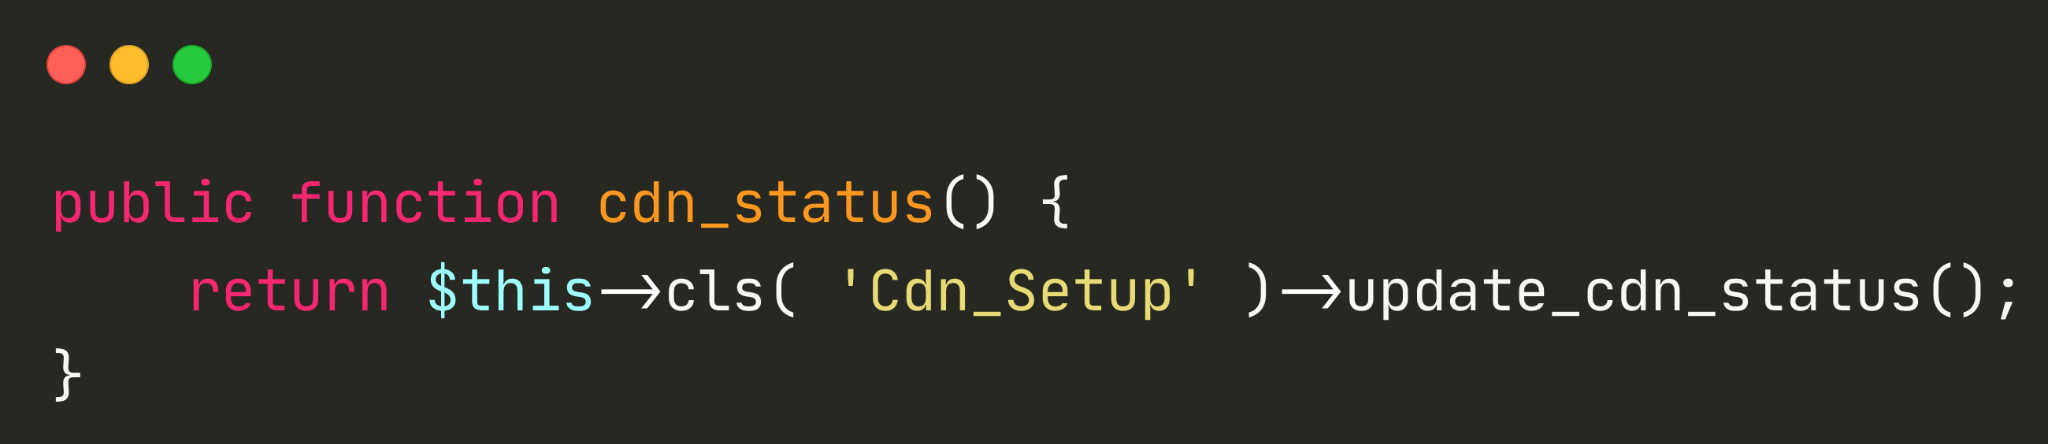 public function cdn_status() {
    return $this->cls( 'Cdn_Setup' )->update_cdn_status();
}